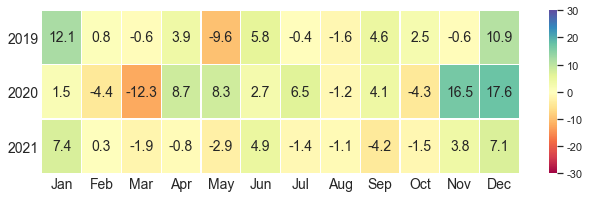 2019 12.1 0.8 -0.6 3.9 -9.6 5.8 -0.4 -1.6 4.6 2.5 -0.6 10.9
2020 1.5 -4.4 -12.3 8.7 8.3 2.7 6.5 -1.2 4.1 -4.3 16.5 17.6
2021 7.4 0.3 -1.9 -0.8 -2.9 4.9 -1.4 -1.1 -4.2 -1.5 3.8 7.1
Jan Feb Mar Apr May Jun Jul Aug Sep Oct Nov Dec
30
20
10
0
-10
-20
-30